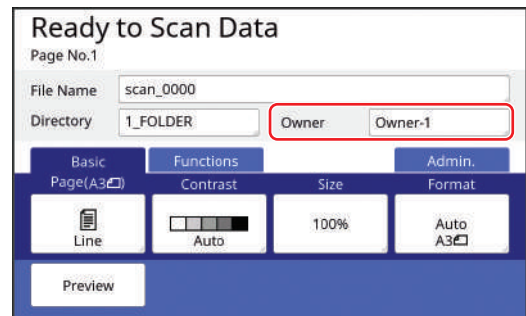 Ready to Scan Data
Page No.1
File Name scan_0000
Directory 1_FOLDER Owner Owner-1
Basic Functions Admin.
Page(A3) Contrast Size Format
Line Auto 100% Auto A3
Preview